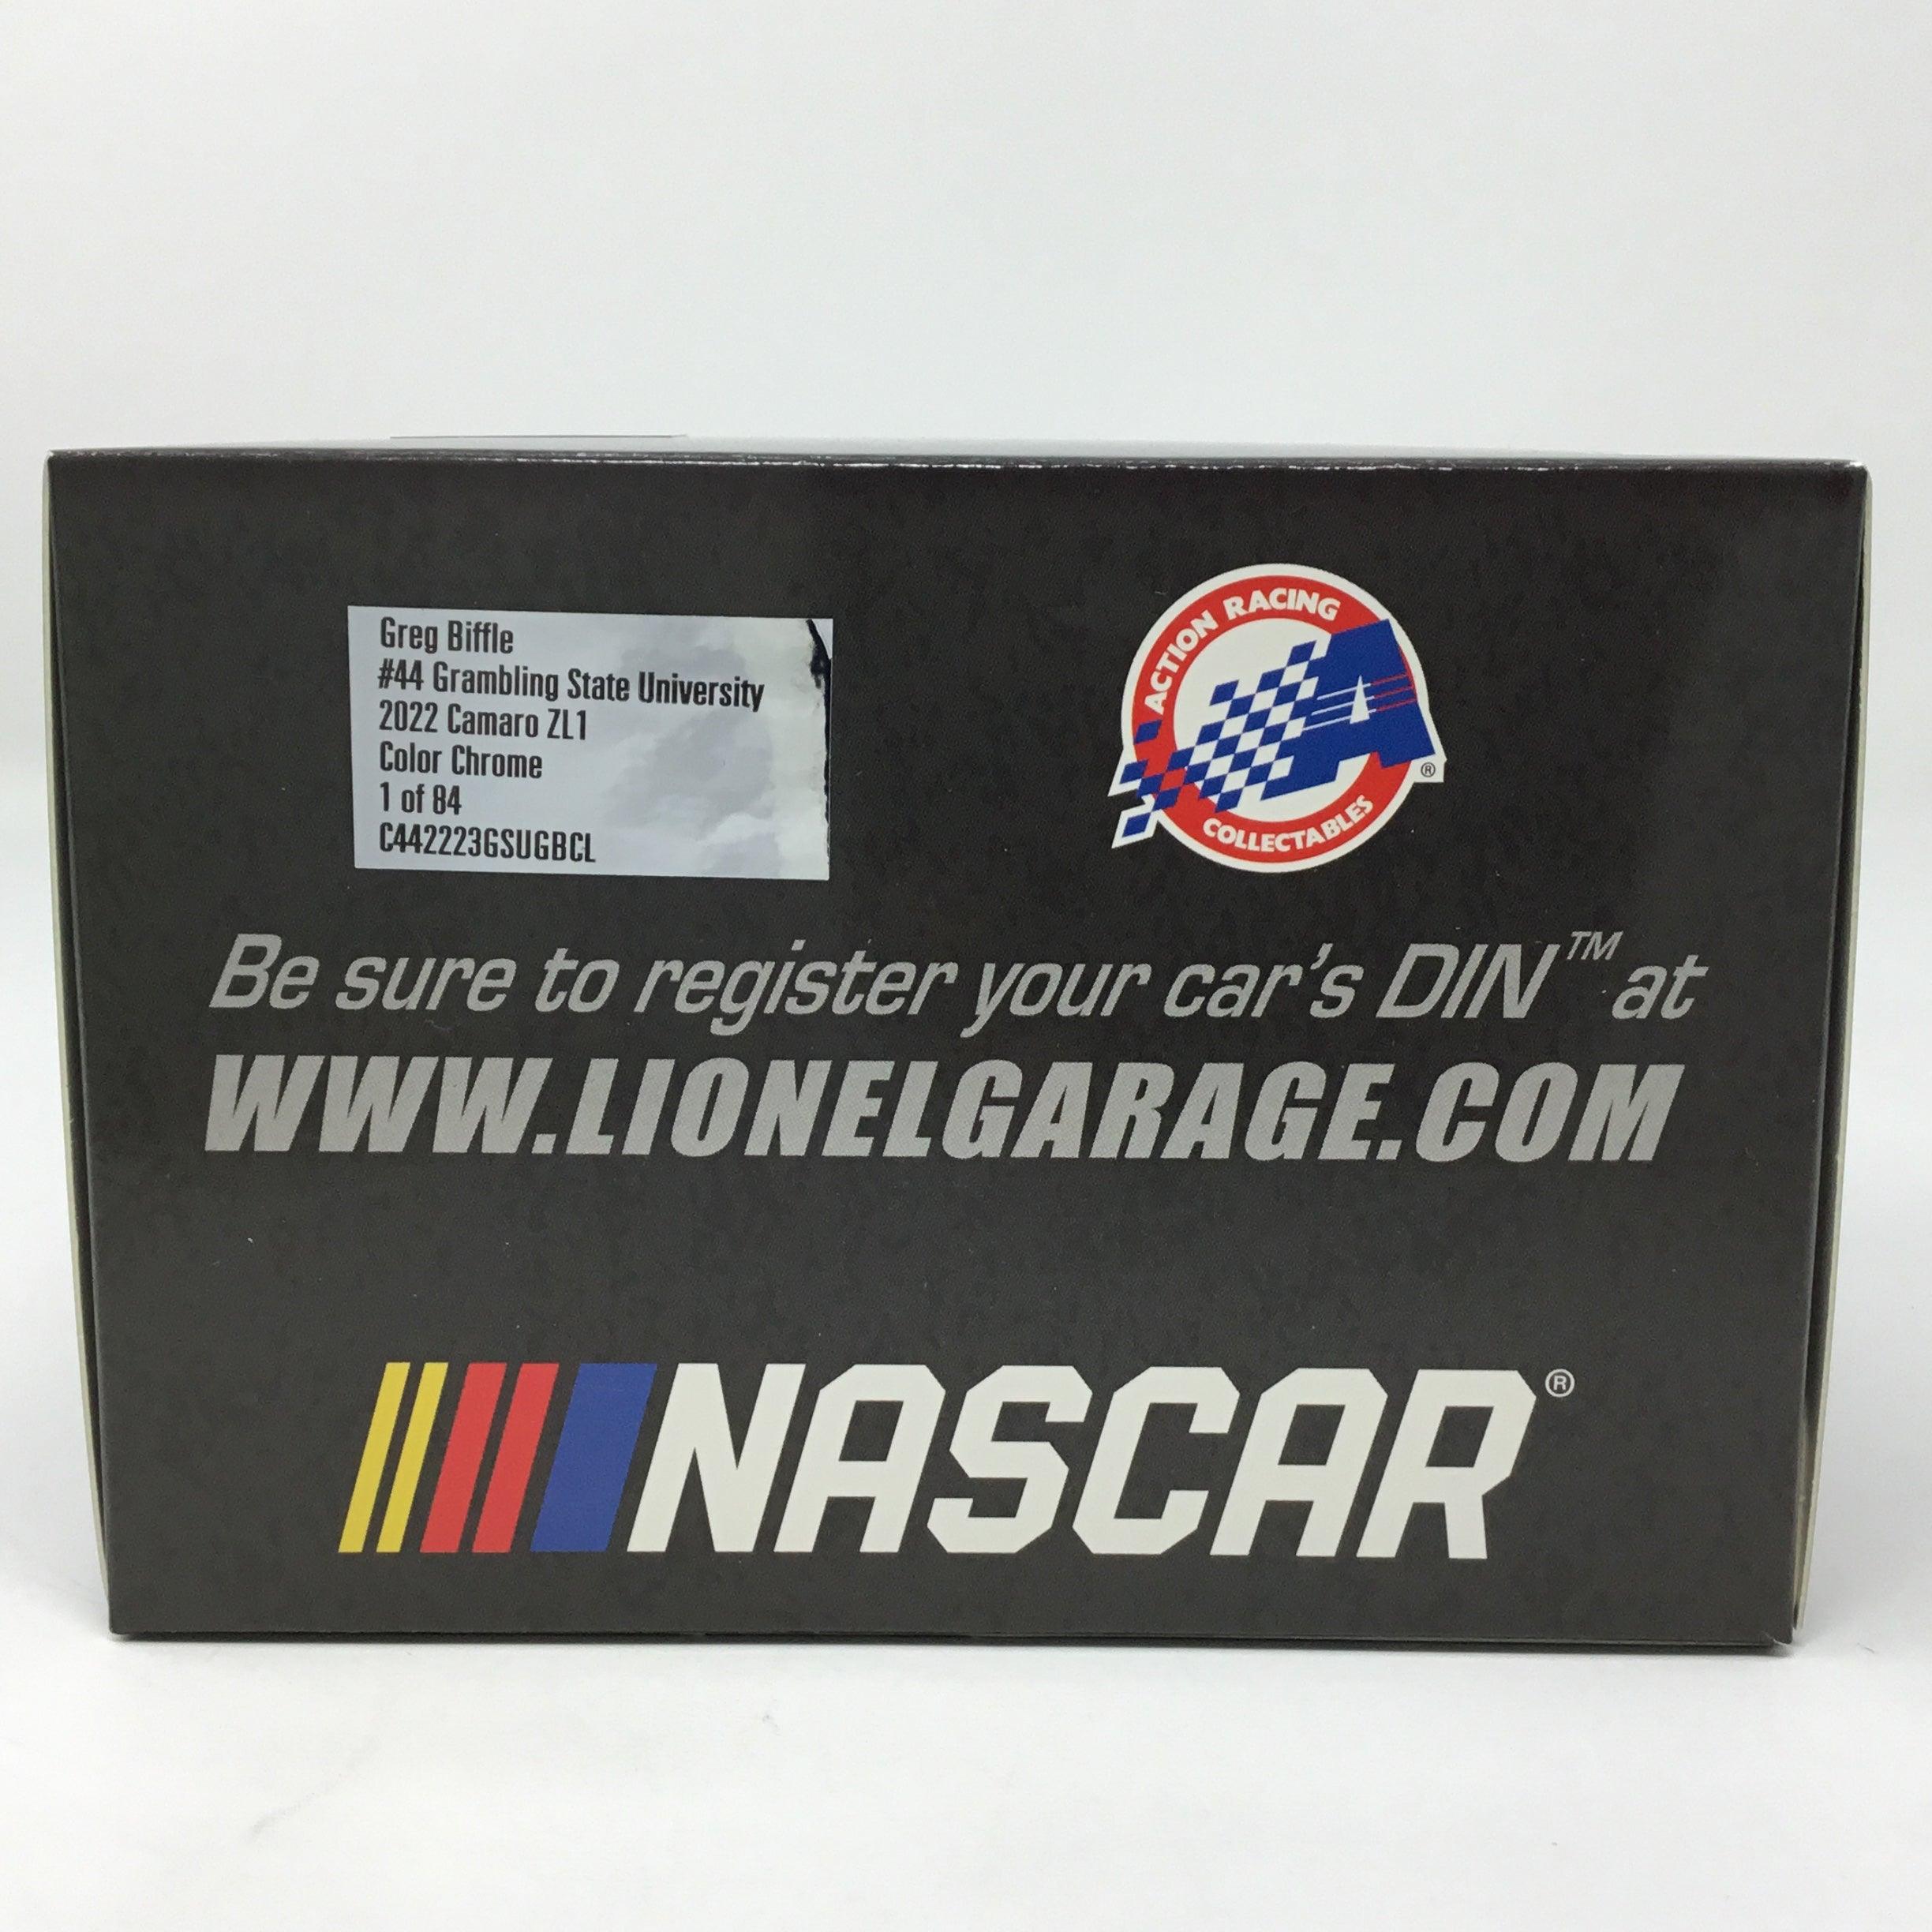 Greg Biffle
#44 Grambling State University
2022 Camaro ZL1
Color Chrome
1 of 84
C442223GSUGBCL
ACTION RACING
A
®
COLLECTABLES
Be sure to register your car's DIN™ at
WWW.LIONELGARAGE.COM
NASCAR®